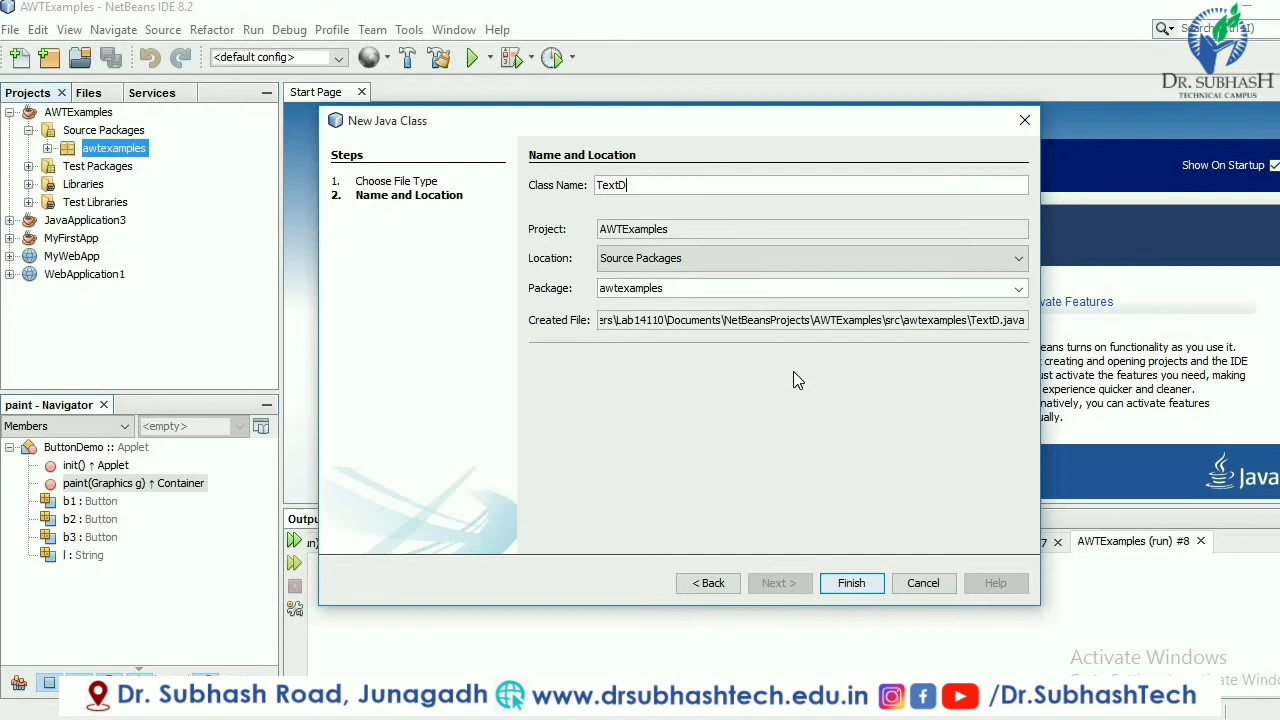 AWTExamples - NetBeans IDE 8.2
File Edit View Navigate Source Refactor Run Debug Profile Team Tools Window Help
<default config>
DR. SUBHASH
TECHNICAL CAMPUS
Projects Files Services
AWTExamples
Source Packages
awtexamples
Test Packages
Libraries
Test Libraries
JavaApplication3
MyFirstApp
MyWebApp
WebApplication1
paint - Navigator
Members <empty>
ButtonDemo :: Applet
init() ↑ Applet
paint(Graphics g) ↑ Container
b1 : Button
b2 : Button
b3 : Button
l : String
Start Page
New Java Class
Steps
1. Choose File Type
2. Name and Location
Name and Location
Class Name: TextD
Project: AWTExamples
Location: Source Packages
Package: awtexamples
Created File: ers\Lab14110\Documents\NetBeansProjects\AWTExamples\src\awtexamples\TextD.java
< Back Next > Finish Cancel Help
Show On Startup
vate Features
eans turns on functionality as you use it.
creating and opening projects and the IDE
ust activate the features you need, making
experience quicker and cleaner.
natively, you can activate features
ually.
Java
Outpu
7 AWTExamples (run) #8
Activate Windows
Dr. Subhash Road, Junagadh www.drsubhashtech.edu.in /Dr.SubhashTech